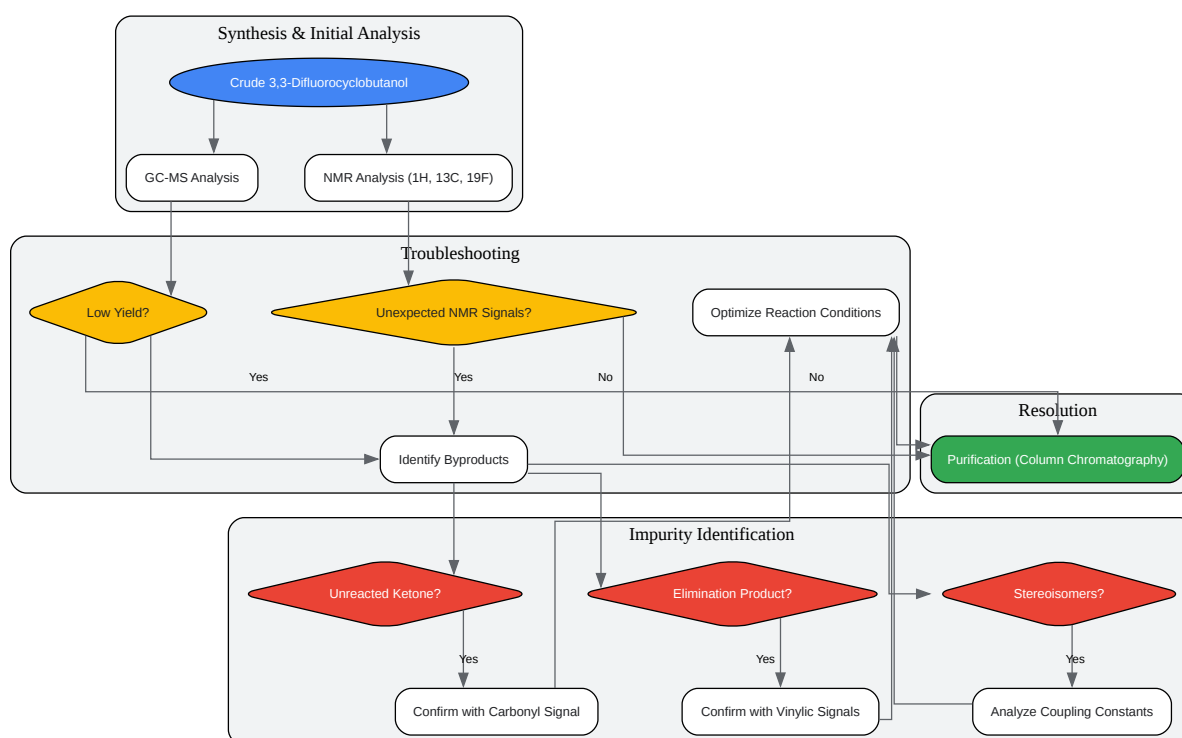 Synthesis & Initial Analysis
Crude 3,3-Difluorocyclobutanol
GC-MS Analysis
NMR Analysis (1H, 13C, 19F)
Troubleshooting
Low Yield?
Unexpected NMR Signals?
Optimize Reaction Conditions
Yes
Yes
No
No
Resolution
Identify Byproducts
Purification (Column Chromatography)
Impurity Identification
Unreacted Ketone?
Elimination Product?
Stereoisomers?
Yes
Yes
Yes
Confirm with Carbonyl Signal
Confirm with Vinylic Signals
Analyze Coupling Constants